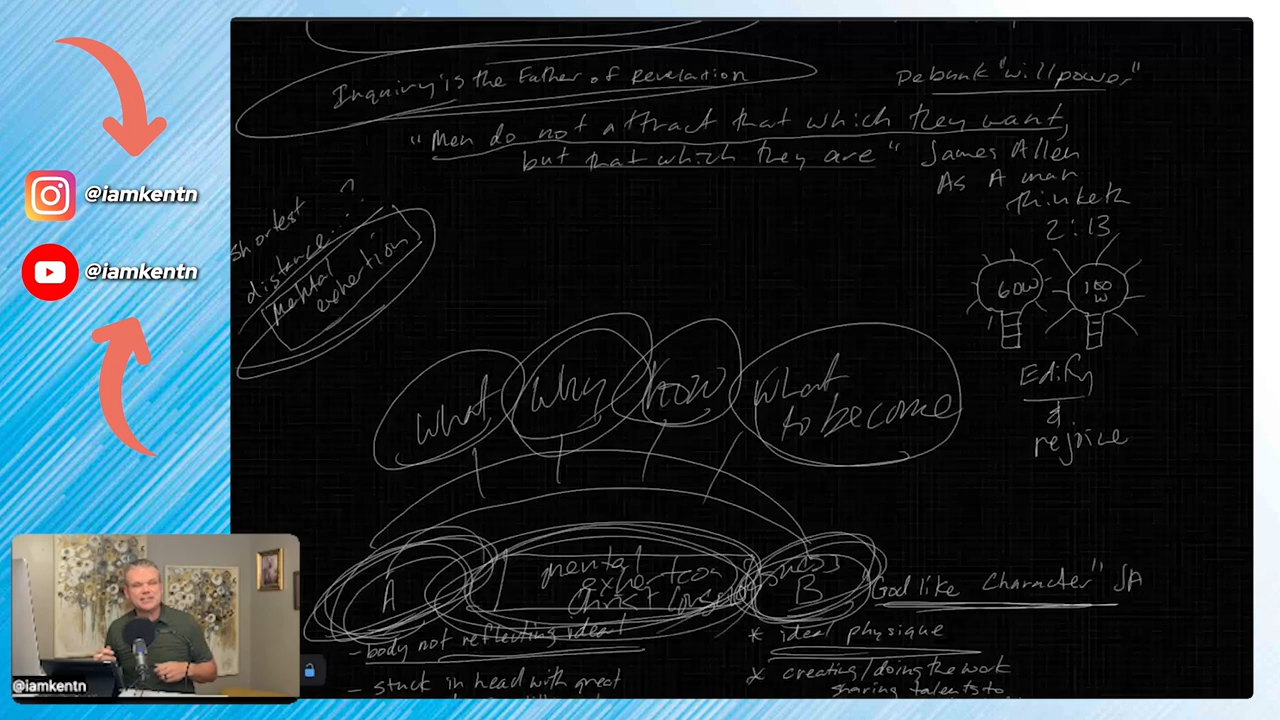 Inquiry is the Father of Revelation
Debunk "willpower"
"Men do not attract that which they want,
but that which they are" James Allen
As A man
thinketh
2:13
shortest
distance....?
Mental
exhertion
60W
100
W
Edify
&
rejoice
what
why
how
what
to become
A
mental
exhertion
Christ
B
"God like Character" JA
- body not reflecting ideal
* ideal physique
- stuck in head with great
x creating/doing the work
sharing talents to
@iamkentn
@iamkentn
@iamkentn